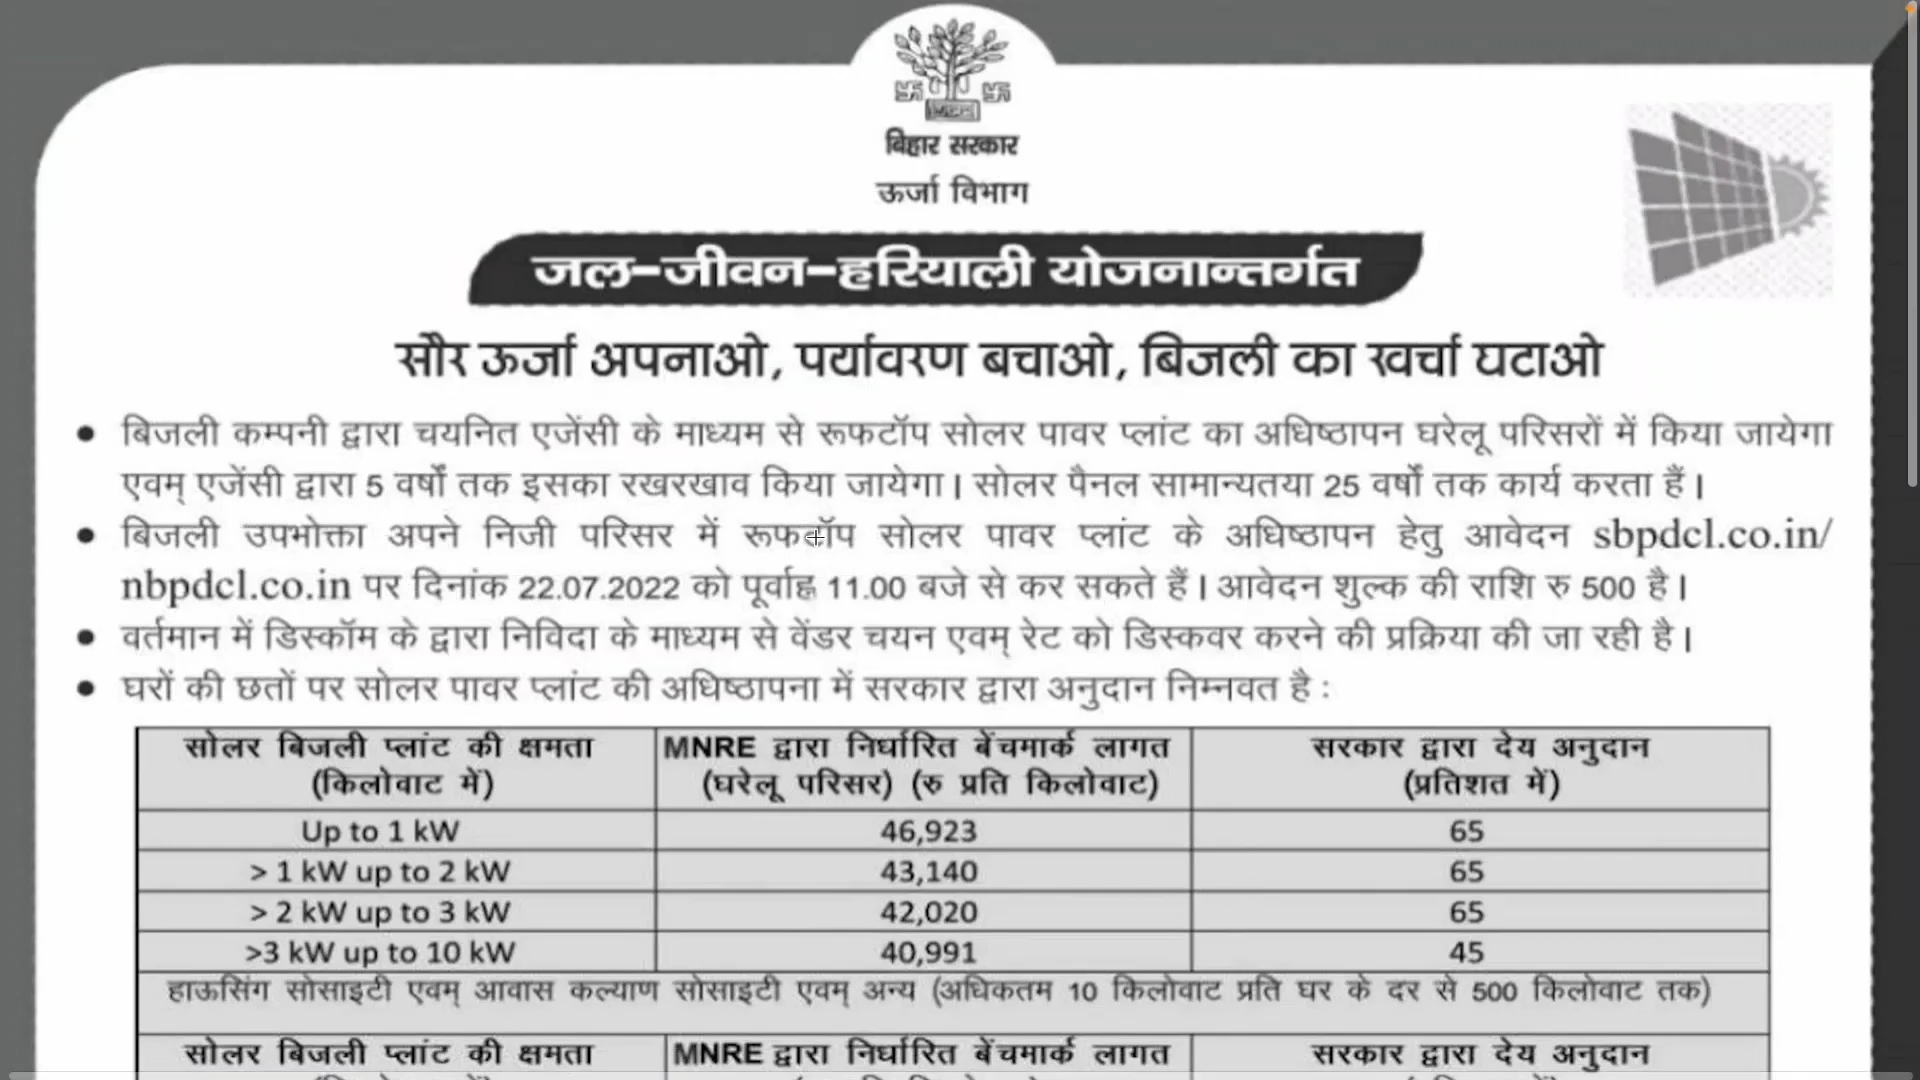 बिहार सरकार
ऊर्जा विभाग
जल-जीवन-हरियाली योजनान्तर्गत
सौर ऊर्जा अपनाओ, पर्यावरण बचाओ, बिजली का खर्चा घटाओ
• बिजली कम्पनी द्वारा चयनित एजेंसी के माध्यम से रूफटॉप सोलर पावर प्लांट का अधिष्ठापन घरेलू परिसरों में किया जायेगा
एवम् एजेंसी द्वारा 5 वर्षों तक इसका रखरखाव किया जायेगा। सोलर पैनल सामान्यतया 25 वर्षों तक कार्य करता हैं।
• बिजली उपभोक्ता अपने निजी परिसर में रूफटॉप सोलर पावर प्लांट के अधिष्ठापन हेतु आवेदन sbpdcl.co.in/
nbpdcl.co.in पर दिनांक 22.07.2022 को पूर्वाह्न 11.00 बजे से कर सकते हैं। आवेदन शुल्क की राशि रु 500 है।
• वर्तमान में डिस्कॉम के द्वारा निविदा के माध्यम से वेंडर चयन एवम् रेट को डिस्कवर करने की प्रक्रिया की जा रही है।
• घरों की छतों पर सोलर पावर प्लांट की अधिष्ठापना में सरकार द्वारा अनुदान निम्नवत है :
सोलर बिजली प्लांट की क्षमता MNRE द्वारा निर्धारित बेंचमार्क लागत सरकार द्वारा देय अनुदान
(किलोवाट में) (घरेलू परिसर) (रु प्रति किलोवाट) (प्रतिशत में)
Up to 1 kW 46,923 65
> 1 kW up to 2 kW 43,140 65
> 2 kW up to 3 kW 42,020 65
>3 kW up to 10 kW 40,991 45
हाऊसिंग सोसाइटी एवम् आवास कल्याण सोसाइटी एवम् अन्य (अधिकतम 10 किलोवाट प्रति घर के दर से 500 किलोवाट तक)
सोलर बिजली प्लांट की क्षमता MNRE द्वारा निर्धारित बेंचमार्क लागत सरकार द्वारा देय अनुदान